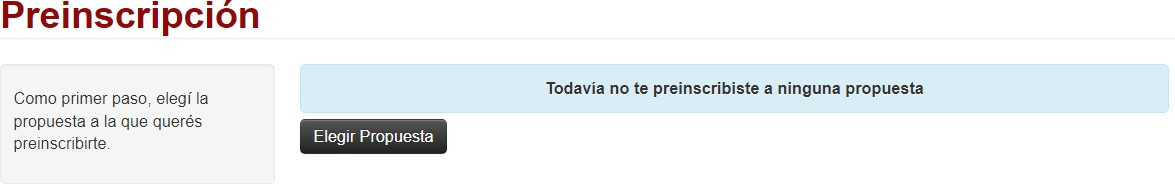 Preinscripción
Como primer paso, elegí la
propuesta a la que querés
preinscribirte.
Todavía no te preinscribiste a ninguna propuesta
Elegir Propuesta